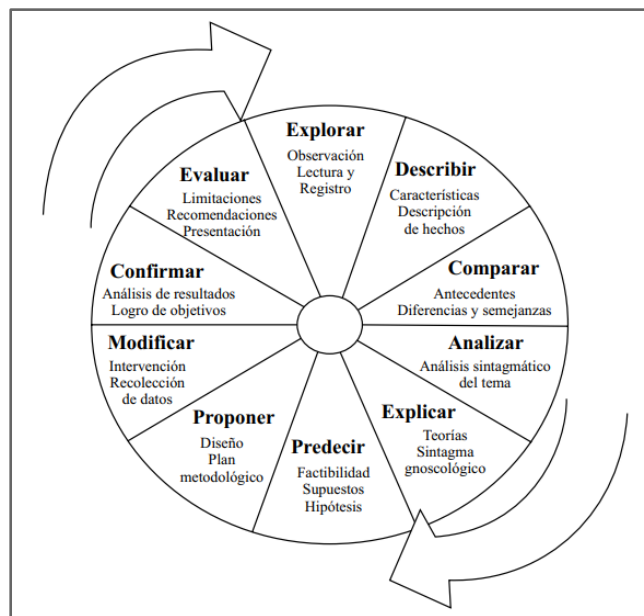 Explorar
Observación
Lectura y
Registro
Describir
Características
Descripción
de hechos
Comparar
Antecedentes
Diferencias y semejanzas
Analizar
Análisis sintagmático
del tema
Explicar
Teorías
Sintagma
gnoscológico
Predecir
Factibilidad
Supuestos
Hipótesis
Proponer
Diseño
Plan
metodológico
Modificar
Intervención
Recolección
de datos
Confirmar
Análisis de resultados
Logro de objetivos
Evaluar
Limitaciones
Recomendaciones
Presentación